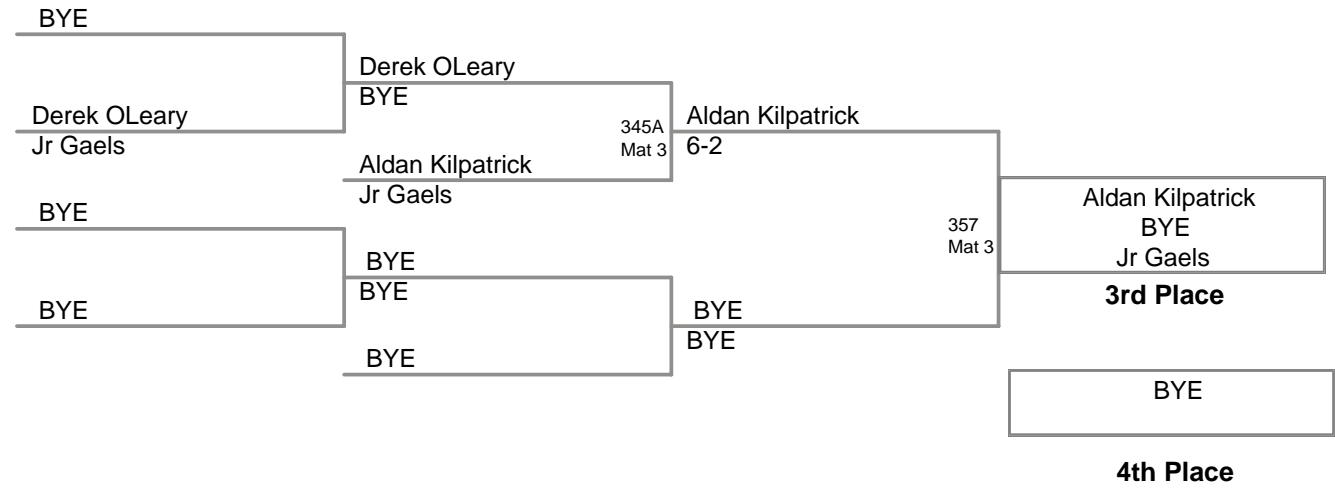 BYE
Derek OLeary
Jr Gaels
BYE
BYE
Derek OLeary
BYE
345A
Mat 3
Aldan Kilpatrick
Jr Gaels
BYE
BYE
BYE
Aldan Kilpatrick
6-2
357
Mat 3
BYE
BYE
Aldan Kilpatrick
BYE
Jr Gaels
3rd Place
BYE
4th Place